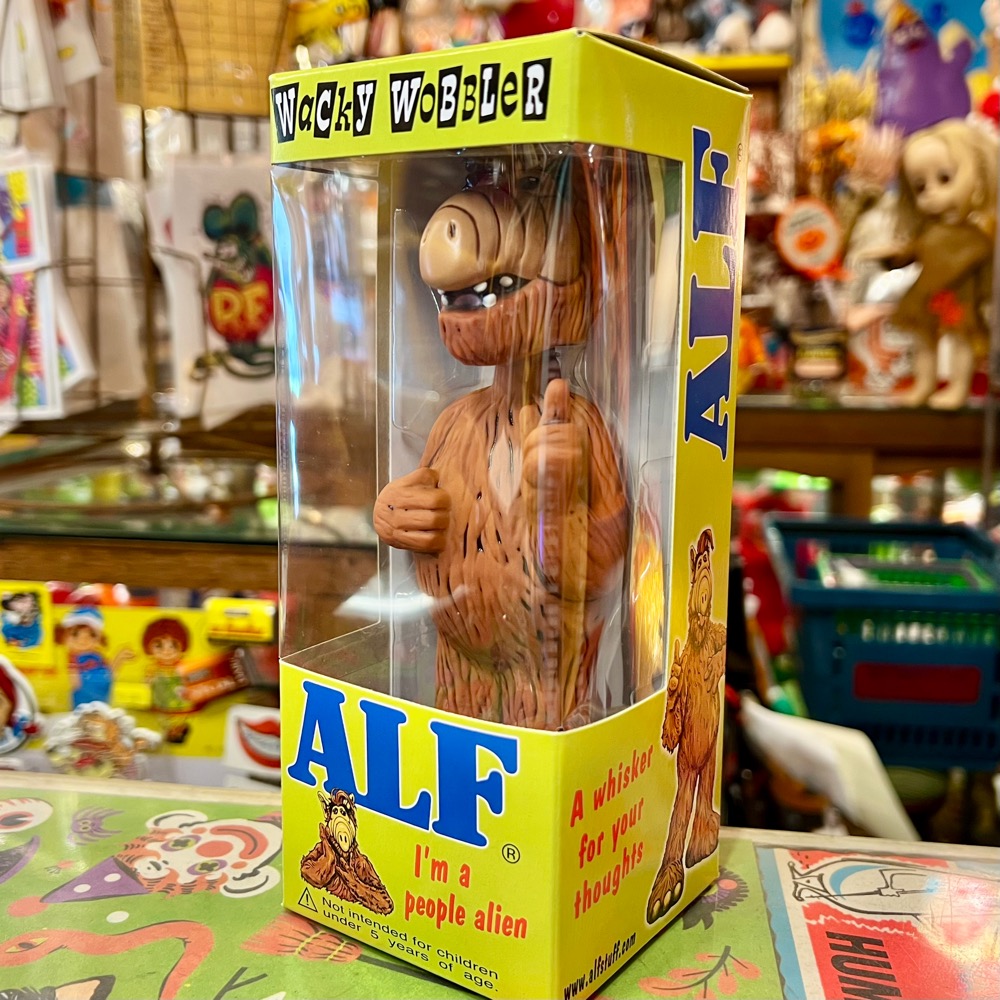 Wacky WOBBLeR
ALF
®
I'm a
people alien
⚠ Not intended for children
under 5 years of age.
ALF®
A whisker
for your
thoughts
www.alfstuff.com
R.F.
HUN